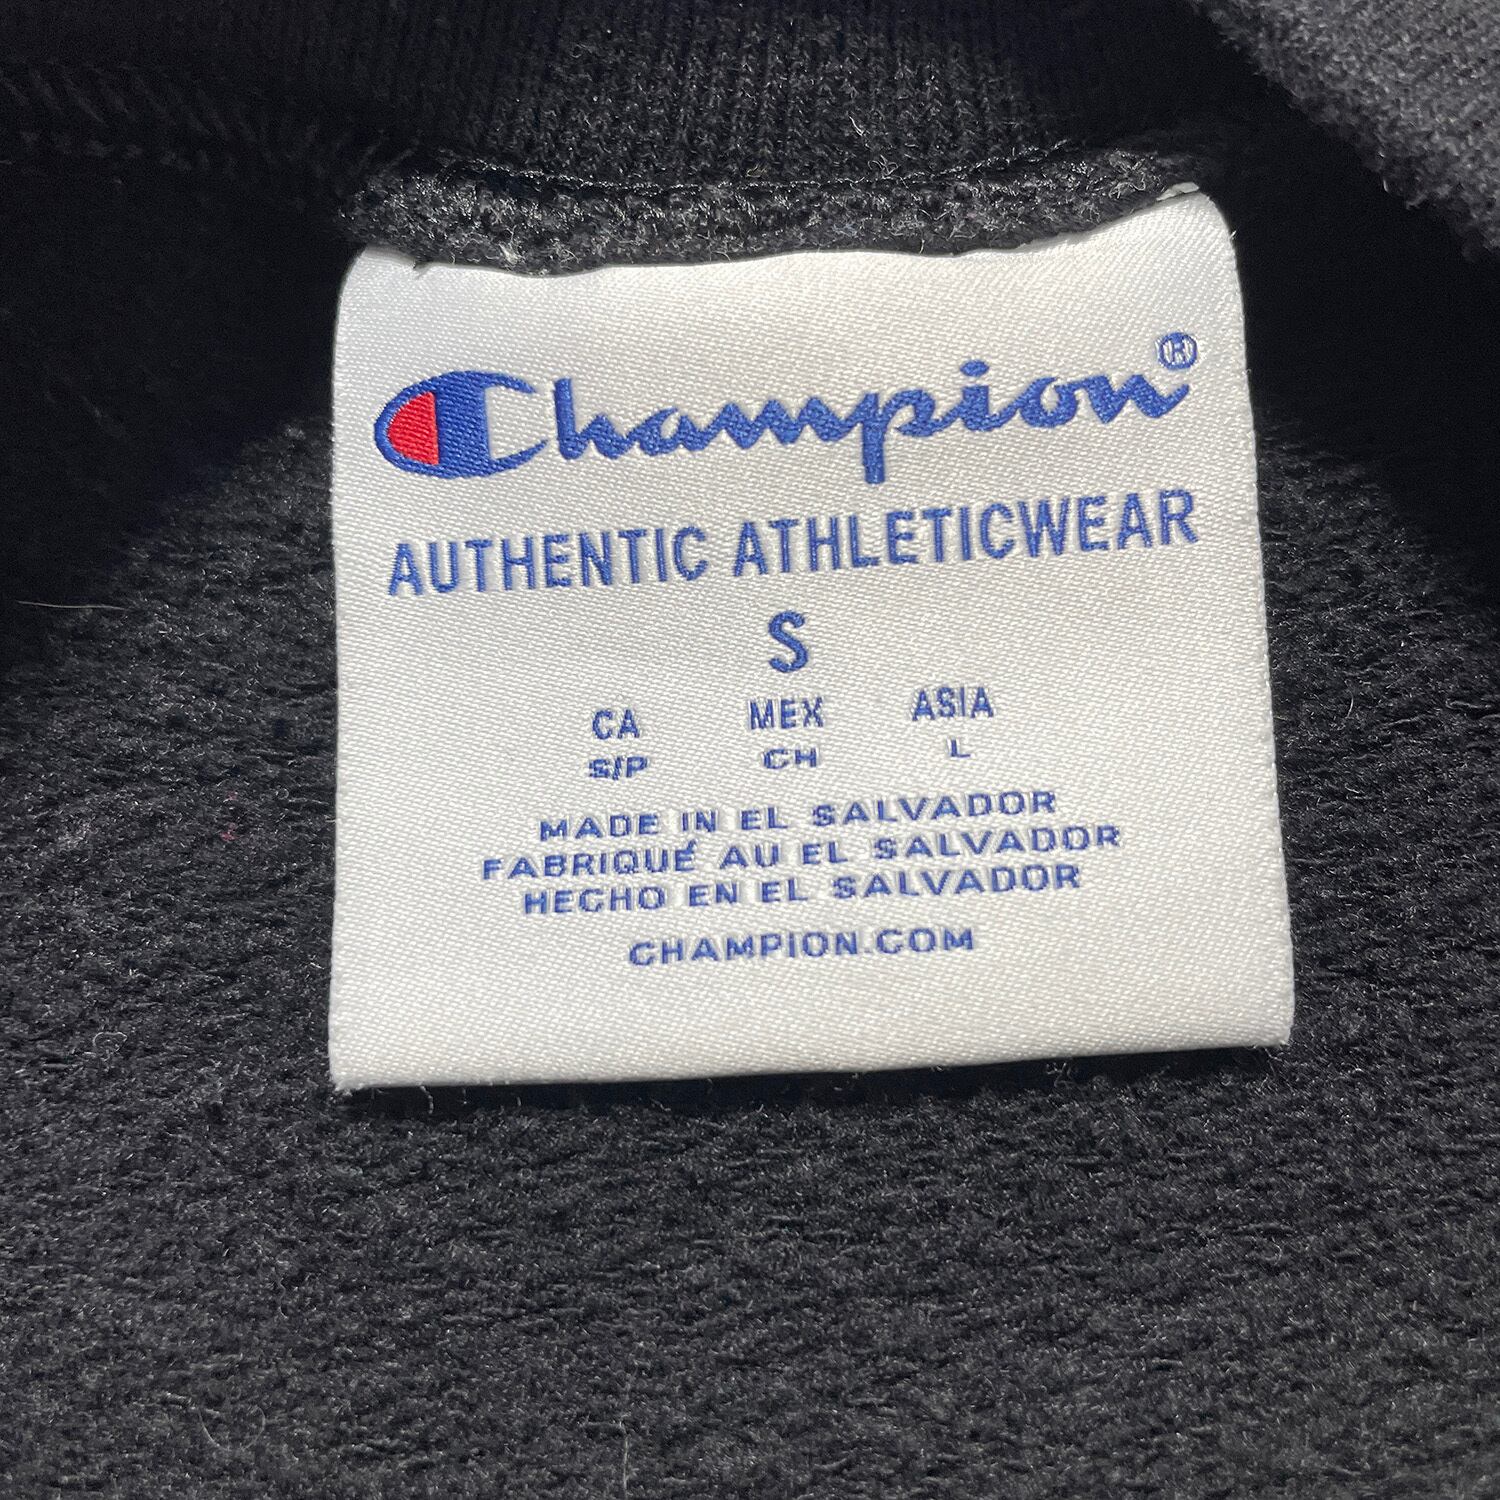 Champion®
AUTHENTIC ATHLETICWEAR
S
CA MEX ASIA
S/P CH L
MADE IN EL SALVADOR
FABRIQUÉ AU EL SALVADOR
HECHO EN EL SALVADOR
CHAMPION.COM